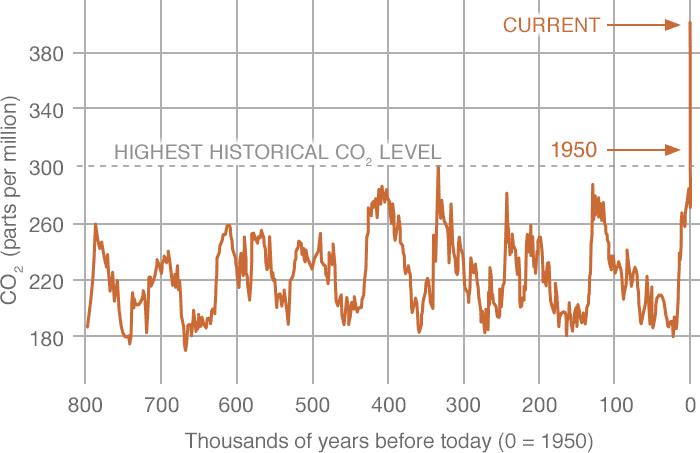 CURRENT
380
340
1950
HIGHEST HISTORICAL CO₂ LEVEL
300
260
220
180
CO₂ (parts per million)
800 700 600 500 400 300 200 100 0
Thousands of years before today (0 = 1950)